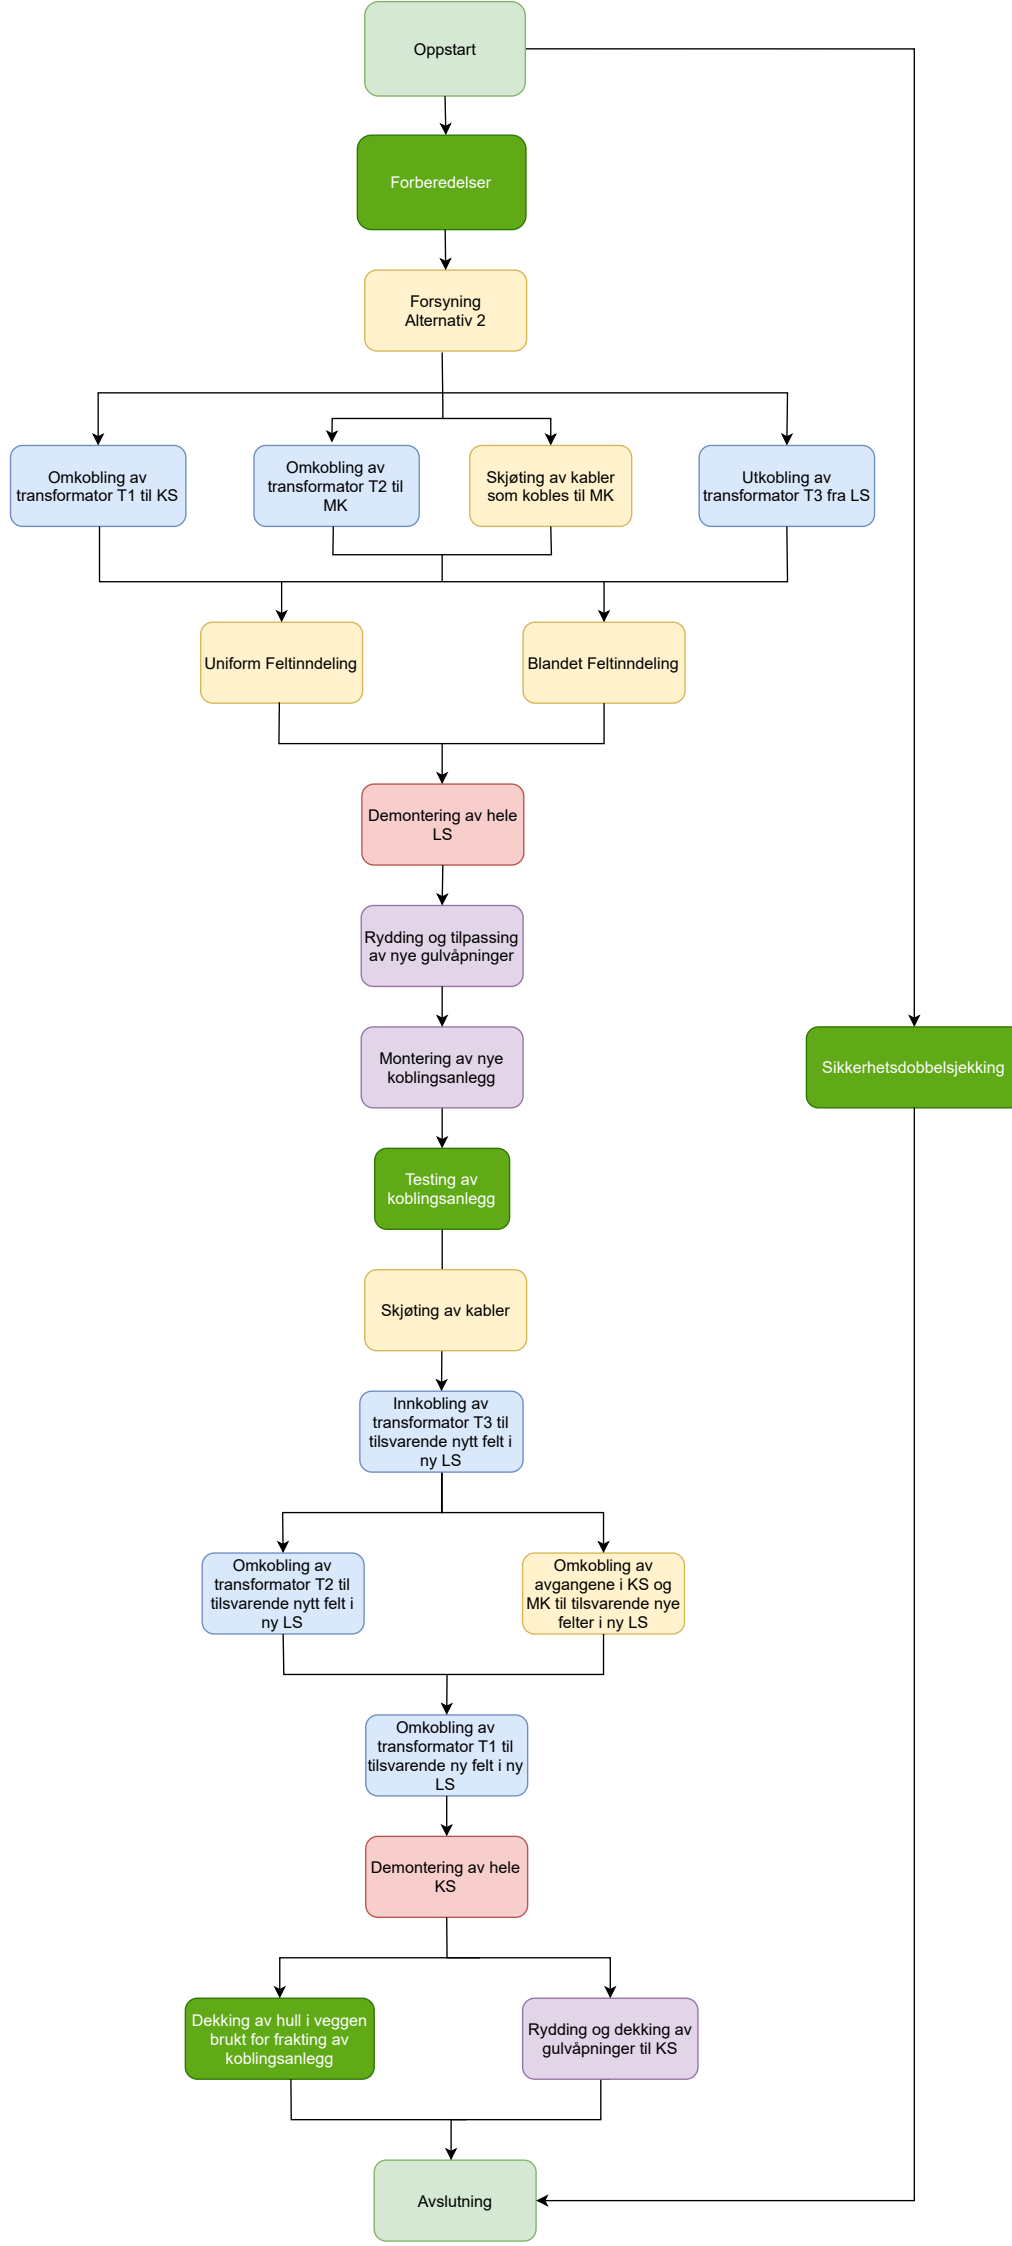 Oppstart
Forberedelser
Forsyning
Alternativ 2
Omkobling av
transformator T1 til KS
Omkobling av
transformator T2 til
MK
Skjøting av kabler
som kobles til MK
Utkobling av
transformator T3 fra LS
Uniform Feltinndeling
Blandet Feltinndeling
Demontering av hele
LS
Rydding og tilpassing
av nye gulvåpninger
Montering av nye
koblingsanlegg
Sikkerhetsdobbelsjekking
Testing av
koblingsanlegg
Skjøting av kabler
Innkobling av
transformator T3 til
tilsvarende nytt felt i
ny LS
Omkobling av
transformator T2 til
tilsvarende nytt felt i
ny LS
Omkobling av
avgangene i KS og
MK til tilsvarende nye
felter i ny LS
Omkobling av
transformator T1 til
tilsvarende ny felt i ny
LS
Demontering av hele
KS
Dekking av hull i veggen
brukt for frakting av
koblingsanlegg
Rydding og dekking av
gulvåpninger til KS
Avslutning